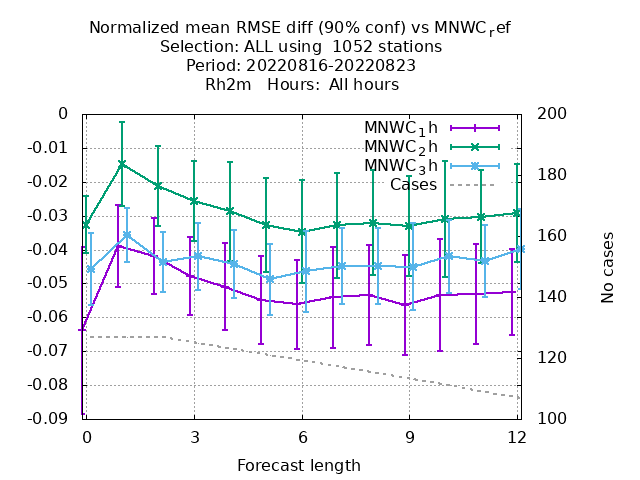 Normalized mean RMSE diff (90% conf) vs MNWC_ref
Selection: ALL using  1052 stations
Period: 20220816-20220823
Rh2m   Hours:  All hours
MNWC_1h
MNWC_2h
MNWC_3h
Cases
0
-0.01
-0.02
-0.03
-0.04
-0.05
-0.06
-0.07
-0.08
-0.09
200
180
160
140
120
100
No cases
0 3 6 9 12
Forecast length